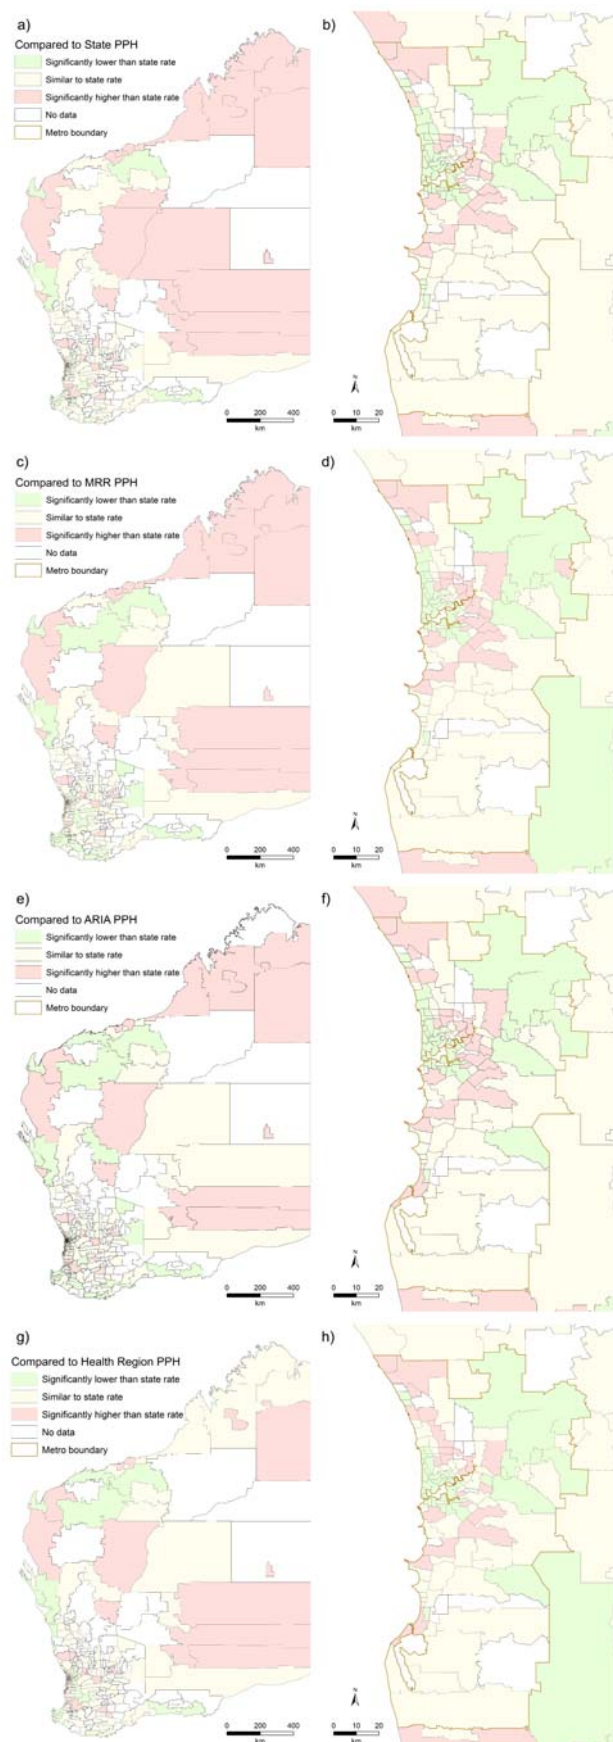 a)
Compared to State PPH
Significantly lower than state rate
Similar to state rate
Significantly higher than state rate
No data
Metro boundary
0 200 400
km
b)
N
0 10 20
km
c)
Compared to MRR PPH
Significantly lower than state rate
Similar to state rate
Significantly higher than state rate
No data
Metro boundary
0 200 400
km
d)
N
0 10 20
km
e)
Compared to ARIA PPH
Significantly lower than state rate
Similar to state rate
Significantly higher than state rate
No data
Metro boundary
0 200 400
km
f)
N
0 10 20
km
g)
Compared to Health Region PPH
Significantly lower than state rate
Similar to state rate
Significantly higher than state rate
No data
Metro boundary
0 200 400
km
h)
N
0 10 20
km